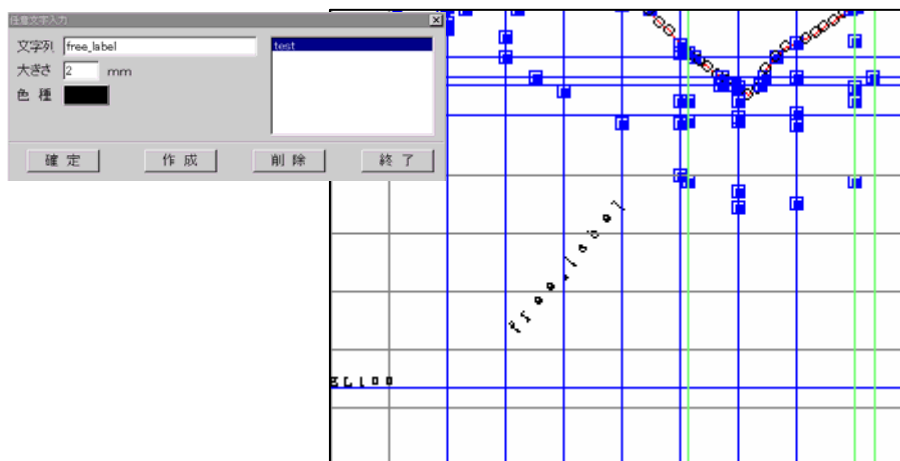 任意文字入力
文字列 free_label
大きさ 2 mm
色 種
test
確 定 作 成 削 除 終 了
free_label
EL100